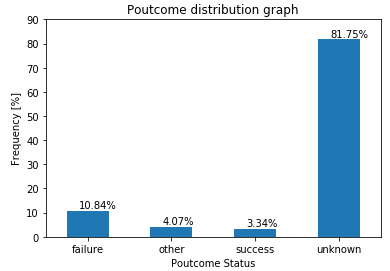 Poutcome distribution graph
Frequency [%]
90
80
70
60
50
40
30
20
10
0
10.84%
4.07%
3.34%
81.75%
failure
other
success
unknown
Poutcome Status